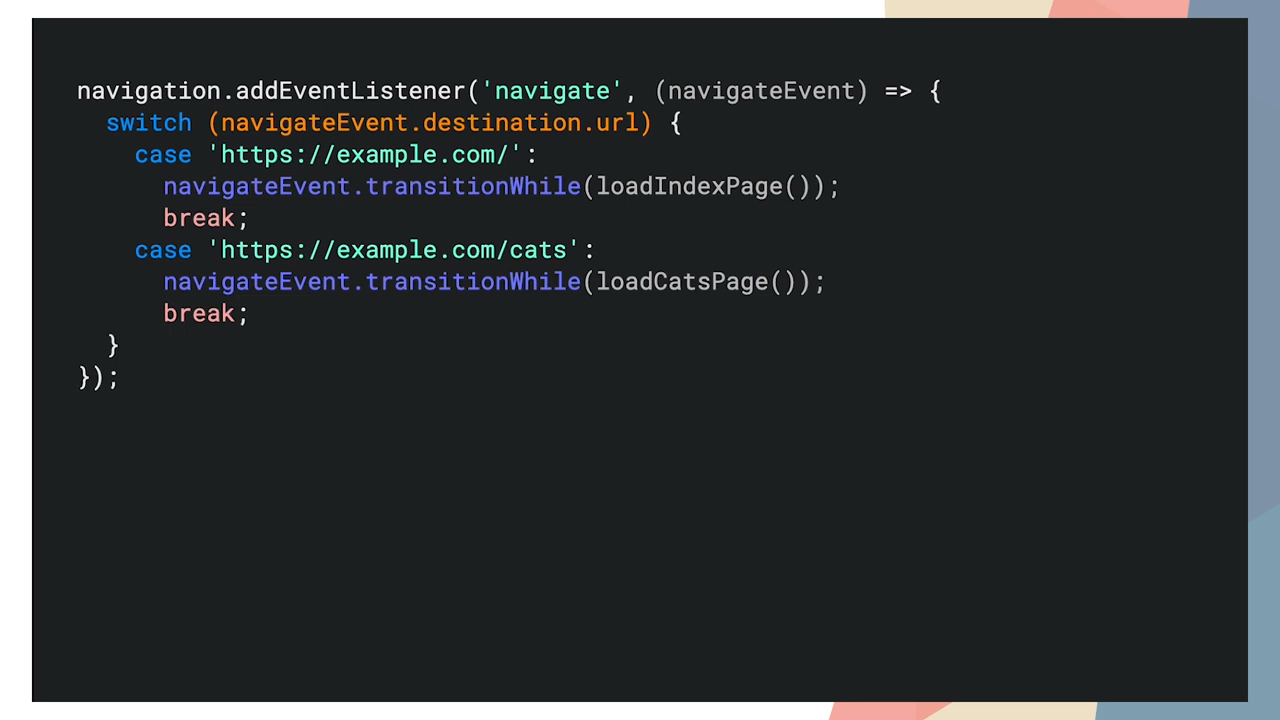 navigation.addEventListener('navigate', (navigateEvent) => {
  switch (navigateEvent.destination.url) {
    case 'https://example.com/':
      navigateEvent.transitionWhile(loadIndexPage());
      break;
    case 'https://example.com/cats':
      navigateEvent.transitionWhile(loadCatsPage());
      break;
  }
});